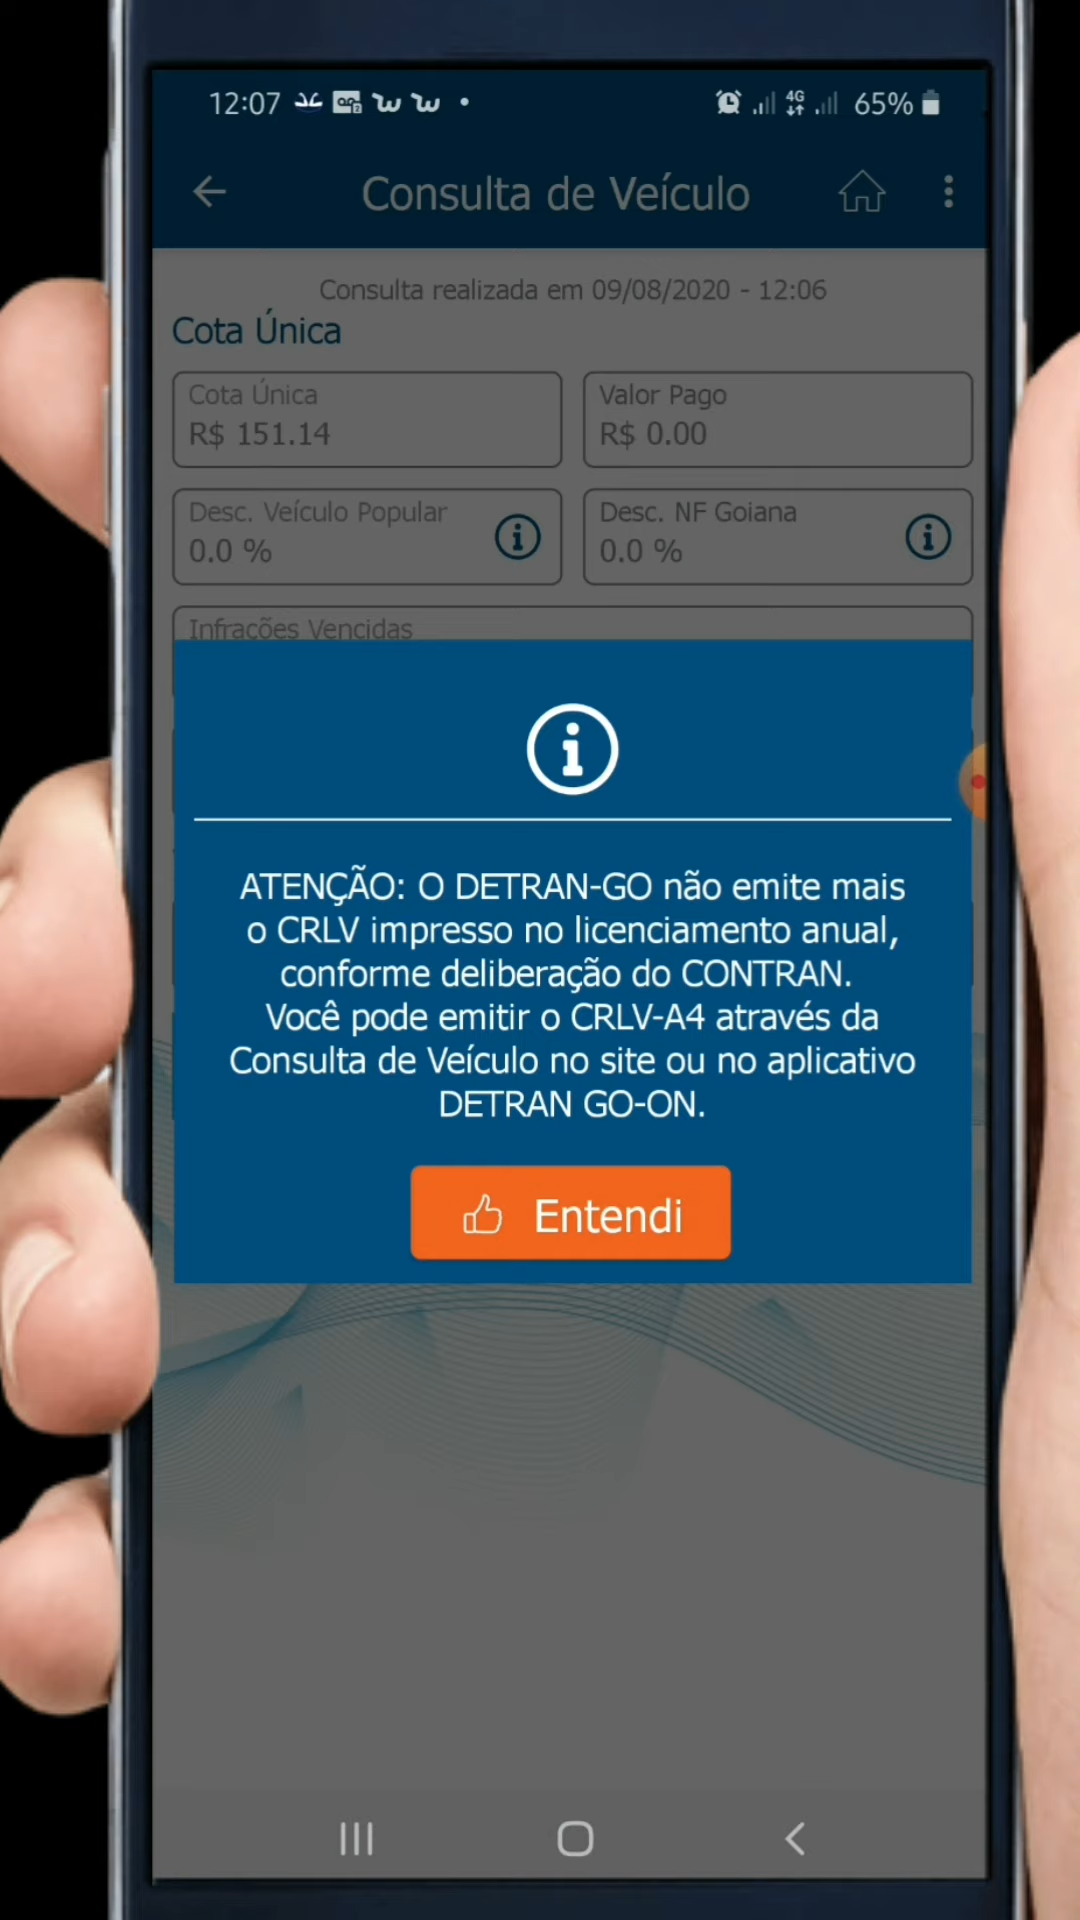 12:07
4G
65%
Consulta de Veículo
Consulta realizada em 09/08/2020 - 12:06
Cota Única
Cota Única
R$ 151.14
Valor Pago
R$ 0.00
Desc. Veículo Popular
0.0 %
Desc. NF Goiana
0.0 %
Infrações Vencidas
ATENÇÃO: O DETRAN-GO não emite mais
o CRLV impresso no licenciamento anual,
conforme deliberação do CONTRAN.
Você pode emitir o CRLV-A4 através da
Consulta de Veículo no site ou no aplicativo
DETRAN GO-ON.
Entendi